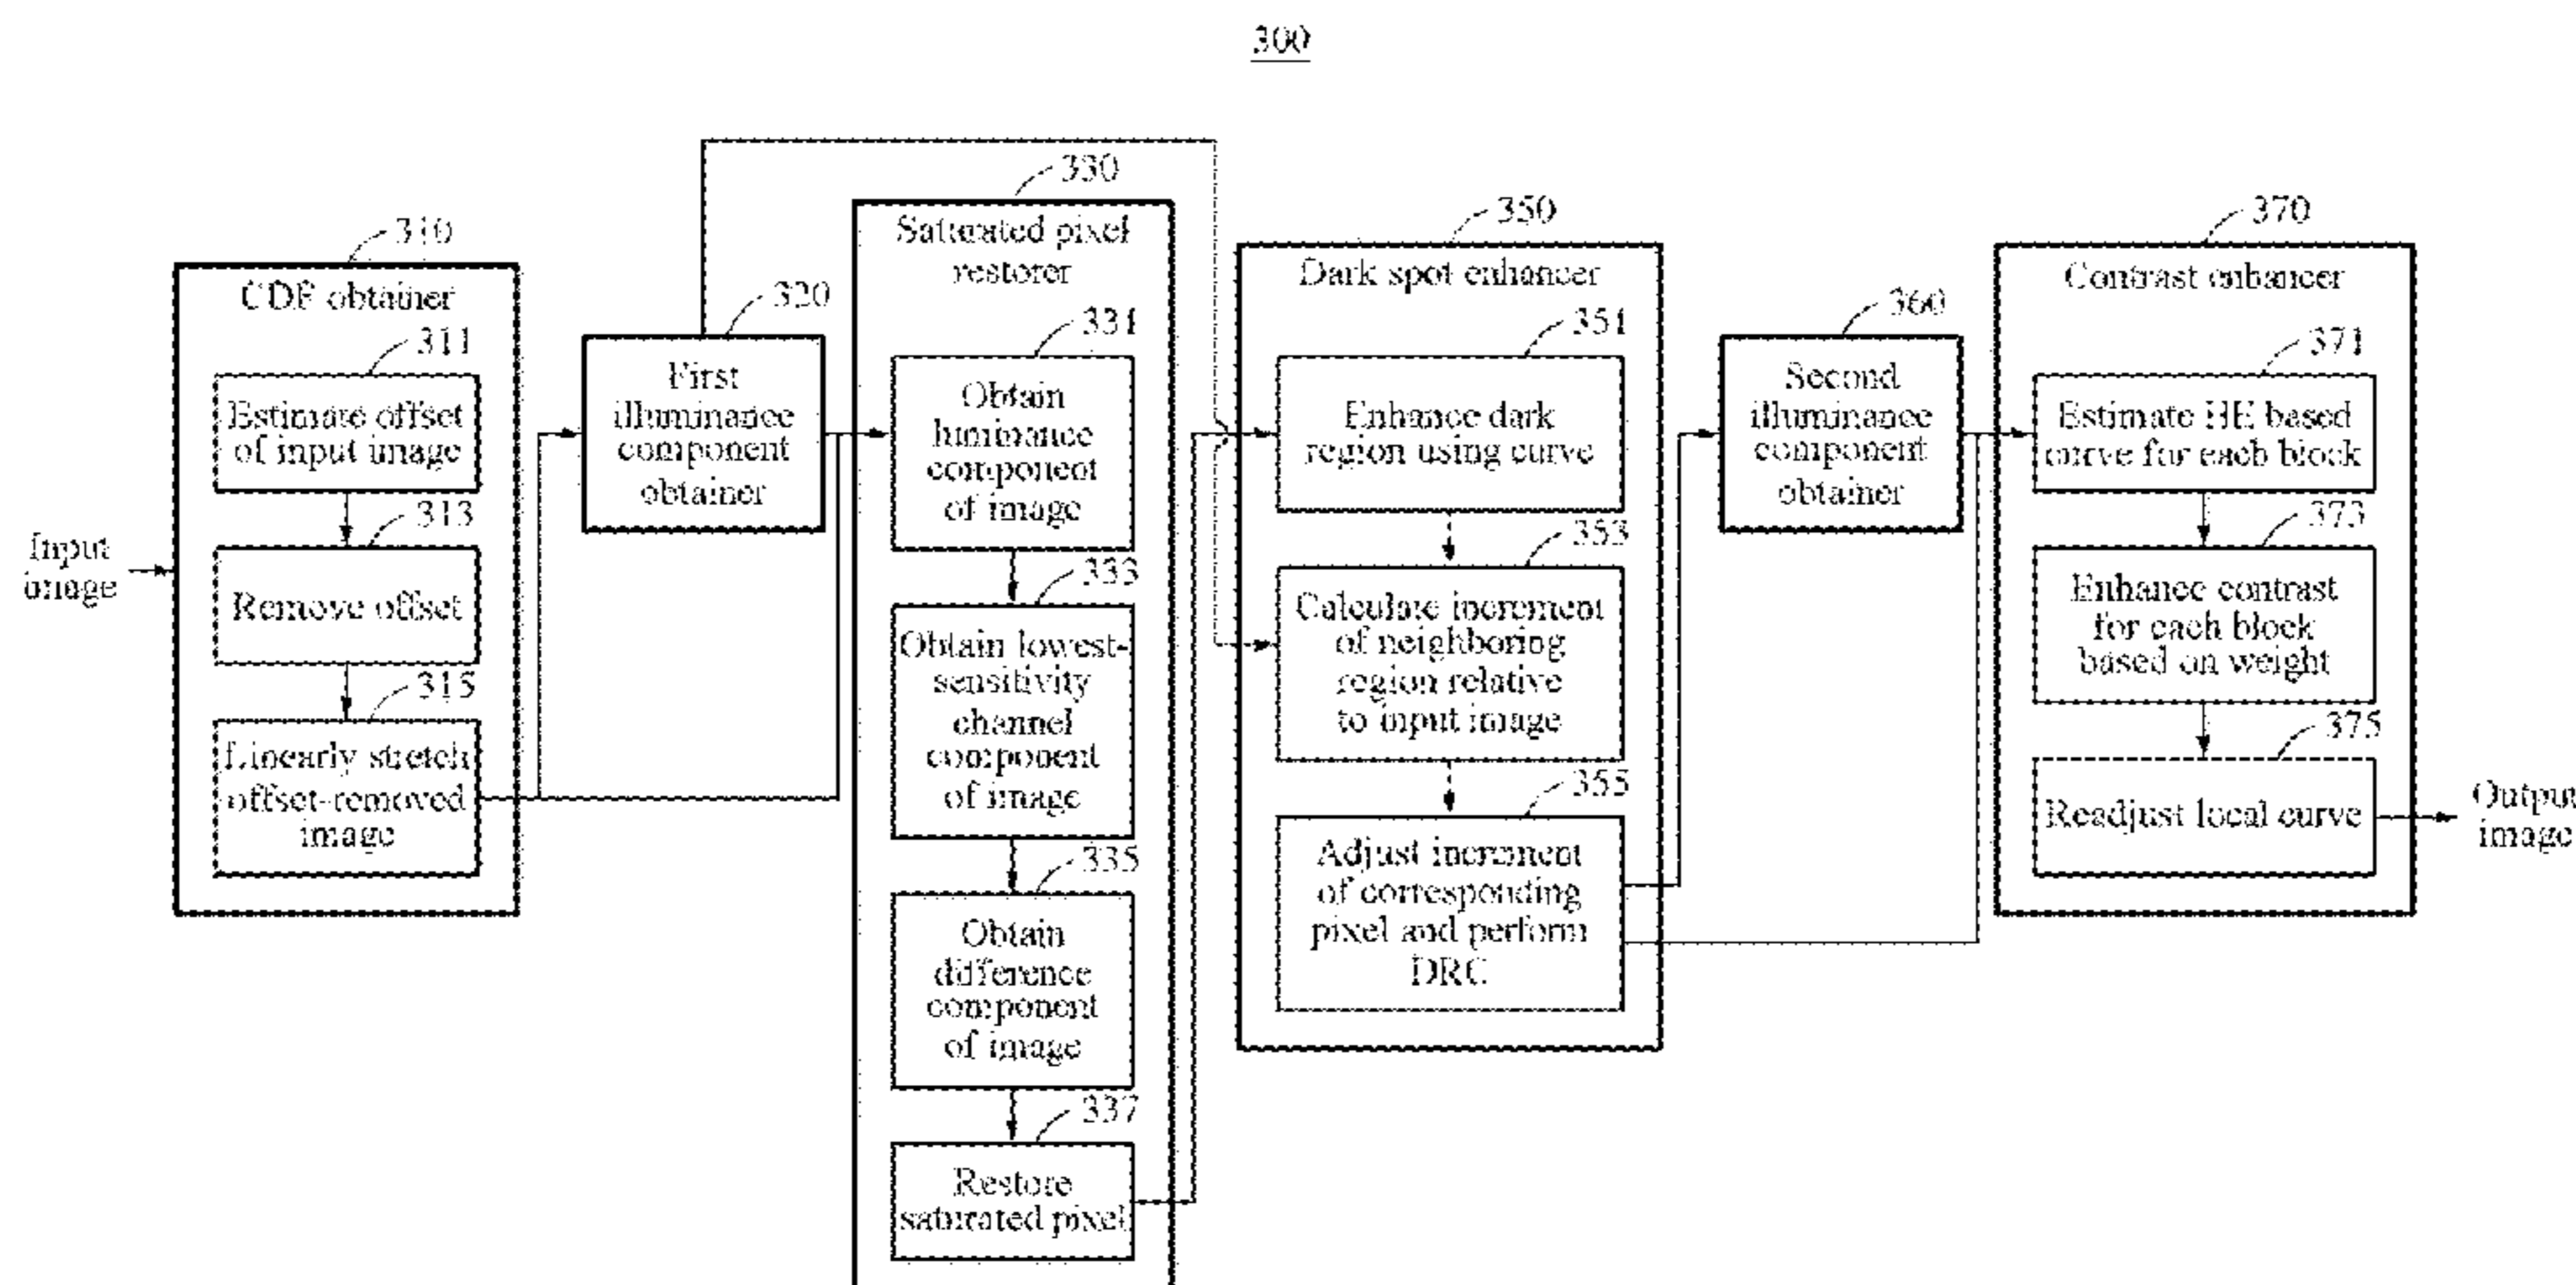 300
310
CDF obtainer
311
Estimate offset
of input image
313
Remove offset
315
Linearly stretch
offset-removed
image
Input
image
320
First
illuminance
component
obtainer
330
Saturated pixel
restorer
331
Obtain
luminance
component
of image
333
Obtain lowest-
sensitivity
channel
component
of image
335
Obtain
difference
component
of image
337
Restore
saturated pixel
350
Dark spot enhancer
351
Enhance dark
region using curve
353
Calculate increment
of neighboring
region relative
to input image
355
Adjust increment
of corresponding
pixel and perform
DRC
360
Second
illuminance
component
obtainer
370
Contrast enhancer
371
Estimate HE based
curve for each block
373
Enhance contrast
for each block
based on weight
375
Readjust local curve
Output
image